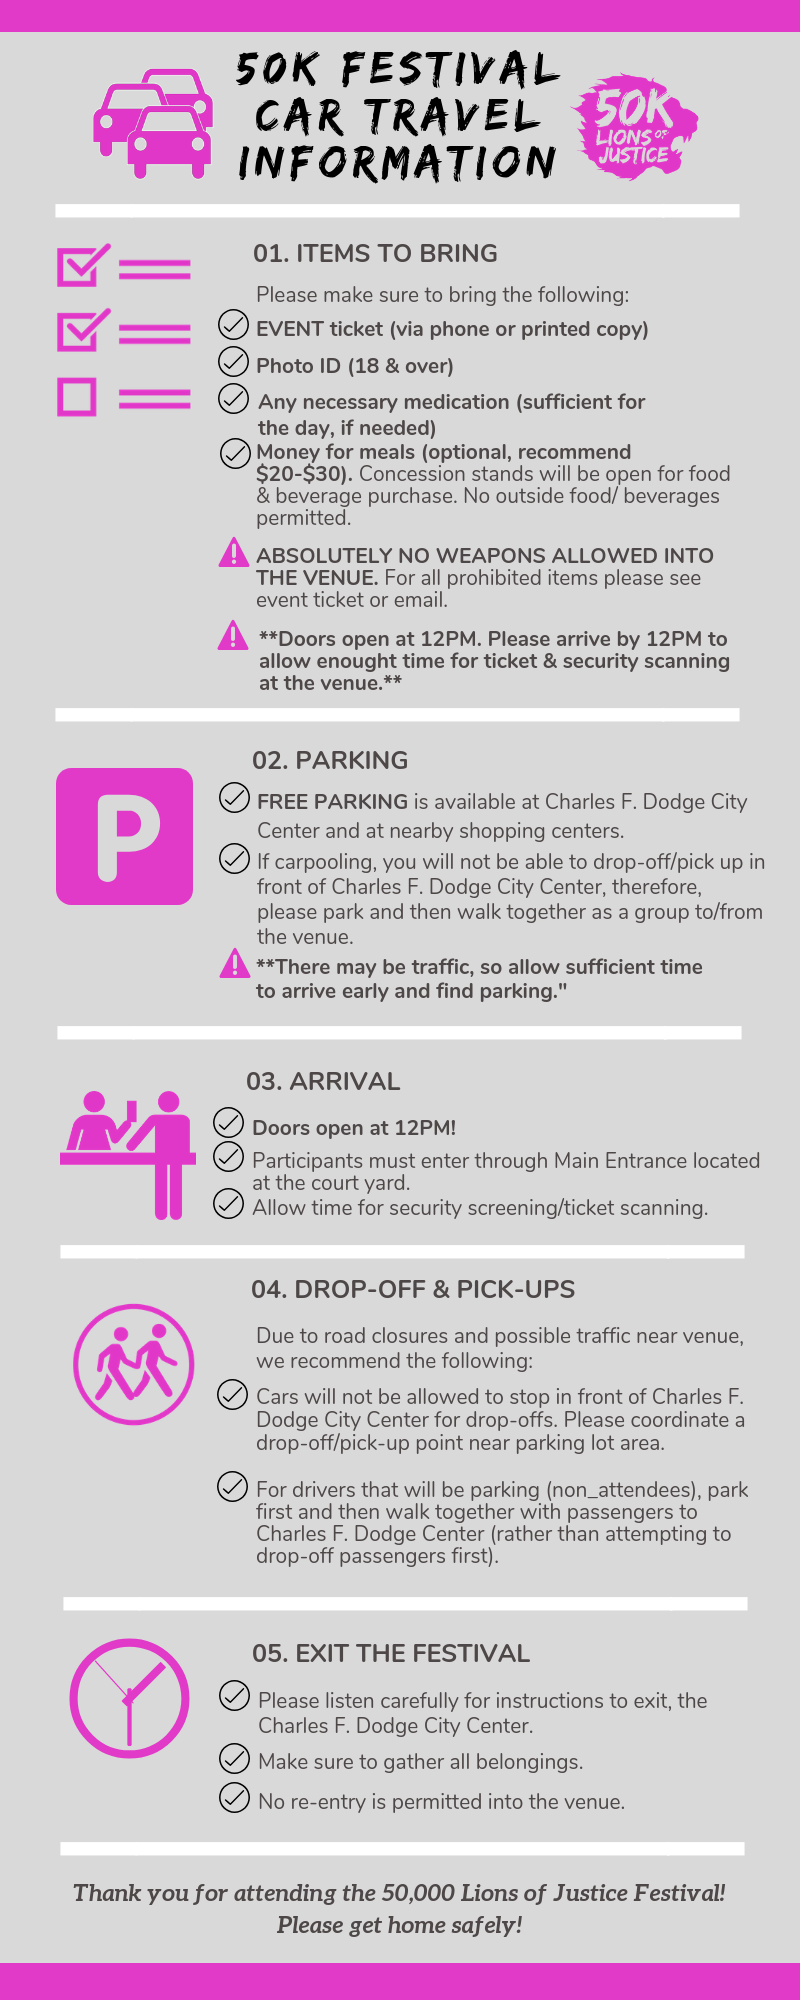 50K FESTIVAL
CAR TRAVEL
INFORMATION
50K
LIONS OF
JUSTICE
01. ITEMS TO BRING
Please make sure to bring the following:
EVENT ticket (via phone or printed copy)
Photo ID (18 & over)
Any necessary medication (sufficient for
the day, if needed)
Money for meals (optional, recommend
$20-$30). Concession stands will be open for food
& beverage purchase. No outside food/ beverages
permitted.
ABSOLUTELY NO WEAPONS ALLOWED INTO
THE VENUE. For all prohibited items please see
event ticket or email.
**Doors open at 12PM. Please arrive by 12PM to
allow enought time for ticket & security scanning
at the venue.**
02. PARKING
P
FREE PARKING is available at Charles F. Dodge City
Center and at nearby shopping centers.
If carpooling, you will not be able to drop-off/pick up in
front of Charles F. Dodge City Center, therefore,
please park and then walk together as a group to/from
the venue.
**There may be traffic, so allow sufficient time
to arrive early and find parking."
03. ARRIVAL
Doors open at 12PM!
Participants must enter through Main Entrance located
at the court yard.
Allow time for security screening/ticket scanning.
04. DROP-OFF & PICK-UPS
Due to road closures and possible traffic near venue,
we recommend the following:
Cars will not be allowed to stop in front of Charles F.
Dodge City Center for drop-offs. Please coordinate a
drop-off/pick-up point near parking lot area.
For drivers that will be parking (non_attendees), park
first and then walk together with passengers to
Charles F. Dodge Center (rather than attempting to
drop-off passengers first).
05. EXIT THE FESTIVAL
Please listen carefully for instructions to exit, the
Charles F. Dodge City Center.
Make sure to gather all belongings.
No re-entry is permitted into the venue.
Thank you for attending the 50,000 Lions of Justice Festival!
Please get home safely!